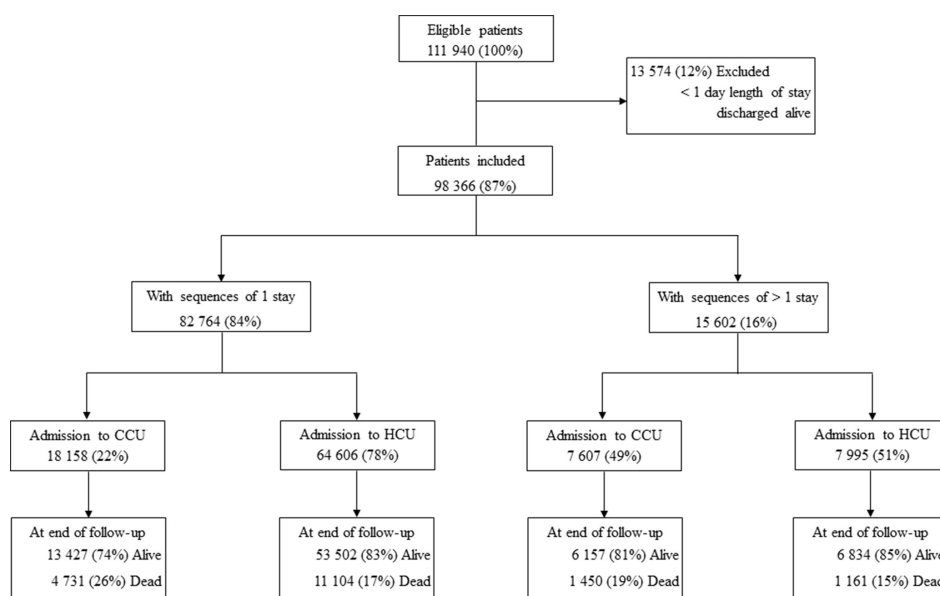 Eligible patients
111 940 (100%)
13 574 (12%) Excluded
< 1 day length of stay
discharged alive
Patients included
98 366 (87%)
With sequences of 1 stay
82 764 (84%)
With sequences of > 1 stay
15 602 (16%)
Admission to CCU
18 158 (22%)
Admission to HCU
64 606 (78%)
Admission to CCU
7 607 (49%)
Admission to HCU
7 995 (51%)
At end of follow-up
13 427 (74%) Alive
4 731 (26%) Dead
At end of follow-up
53 502 (83%) Alive
11 104 (17%) Dead
At end of follow-up
6 157 (81%) Alive
1 450 (19%) Dead
At end of follow-up
6 834 (85%) Alive
1 161 (15%) Dead